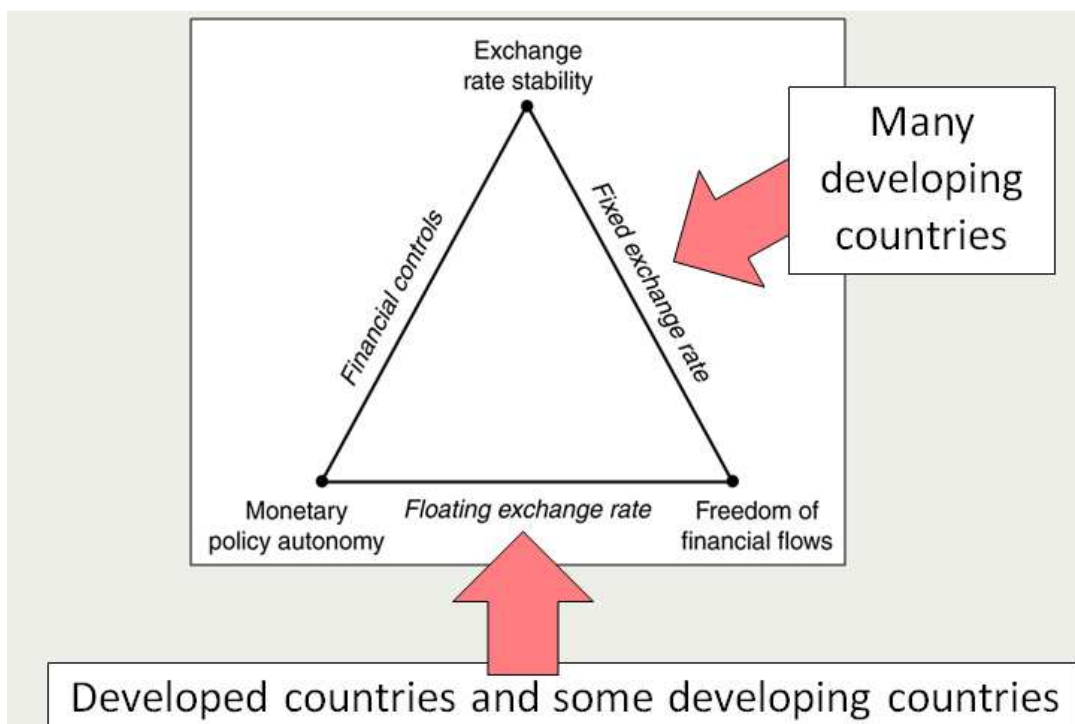 Exchange
rate stability
Many
developing
countries
Financial controls
Fixed exchange rate
Monetary
policy autonomy
Floating exchange rate
Freedom of
financial flows
Developed countries and some developing countries